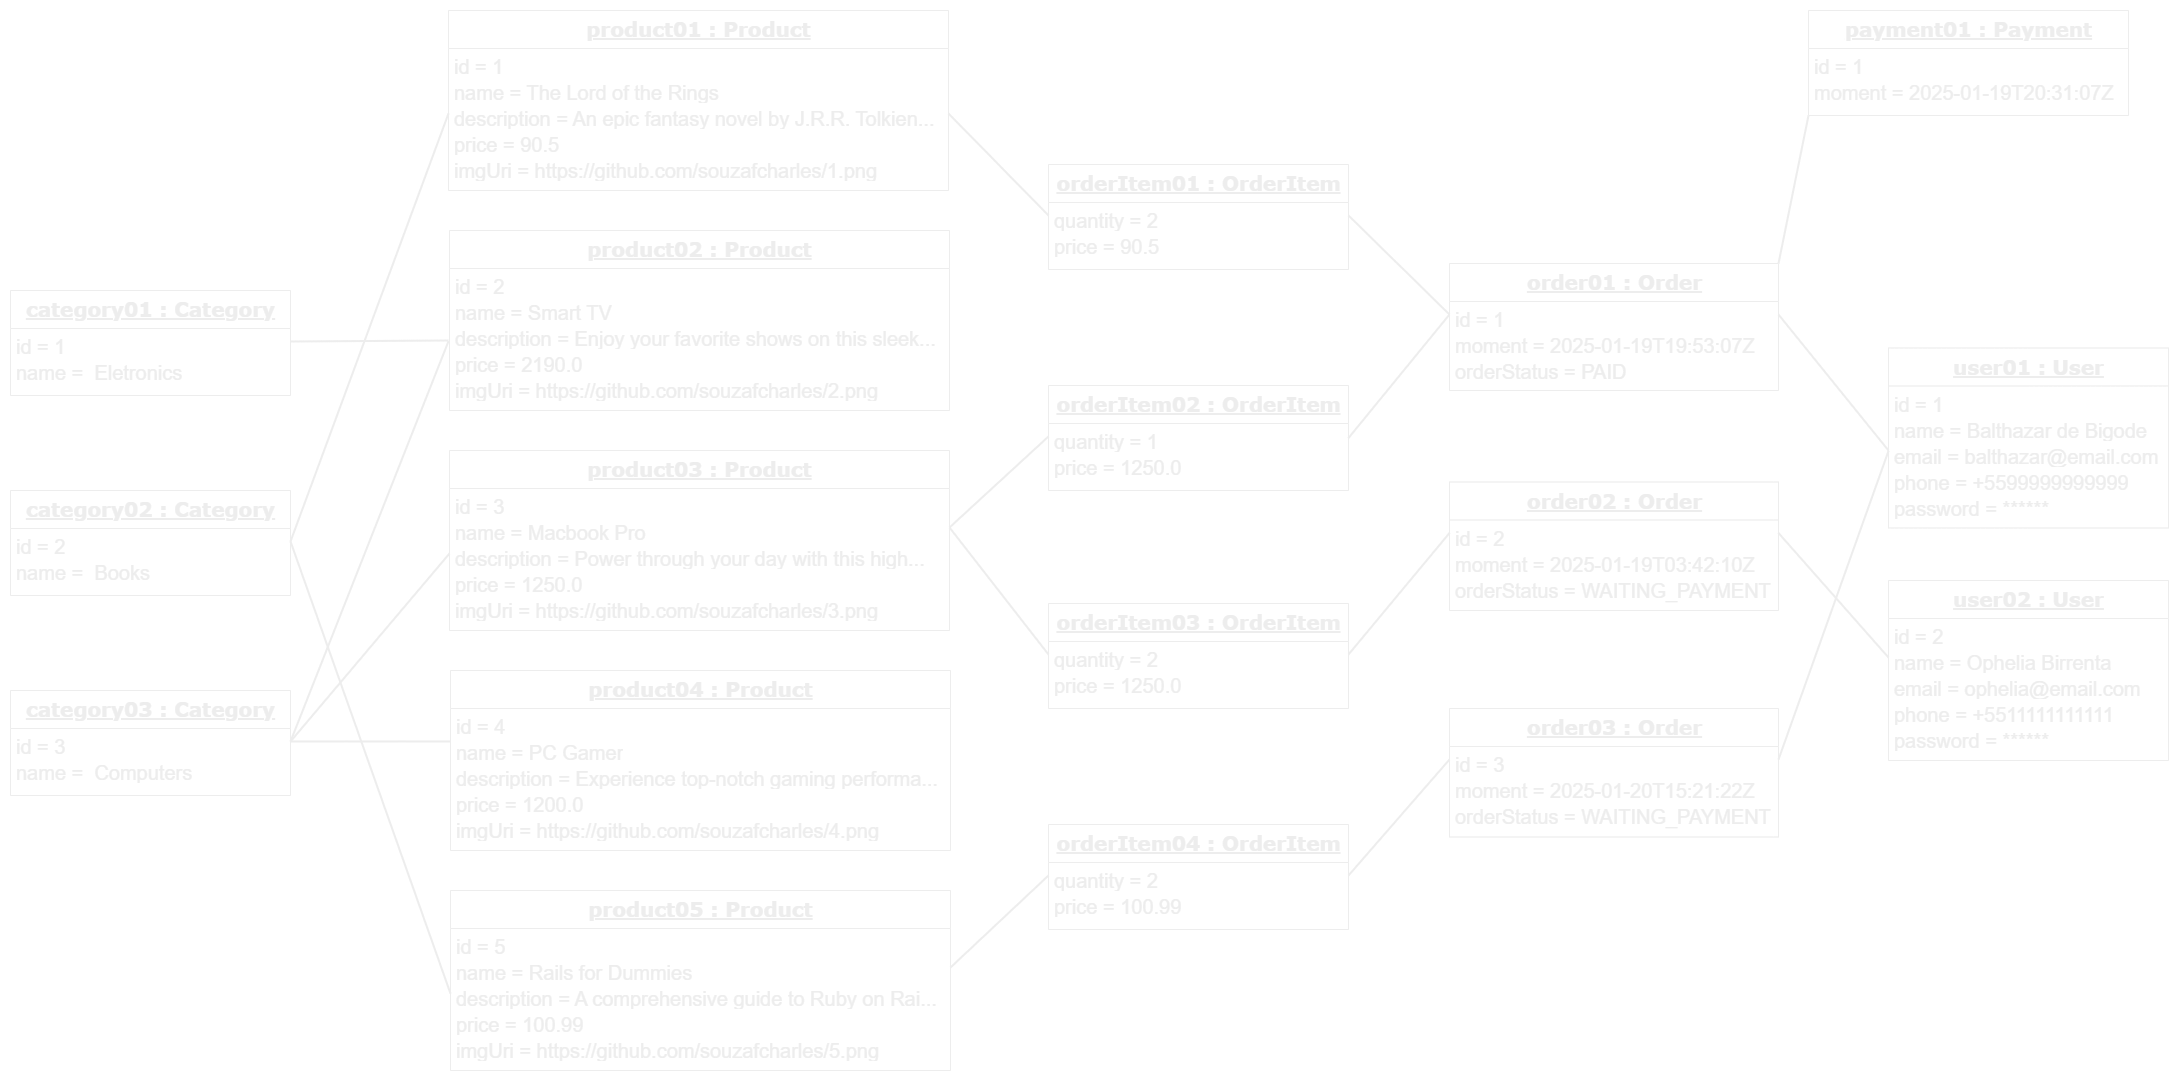 product01 : Product
id = 1
name = The Lord of the Rings
description = An epic fantasy novel by J.R.R. Tolkien...
price = 90.5
imgUri = https://github.com/souzafcharles/1.png
product02 : Product
id = 2
name = Smart TV
description = Enjoy your favorite shows on this sleek...
price = 2190.0
imgUri = https://github.com/souzafcharles/2.png
product03 : Product
id = 3
name = Macbook Pro
description = Power through your day with this high...
price = 1250.0
imgUri = https://github.com/souzafcharles/3.png
product04 : Product
id = 4
name = PC Gamer
description = Experience top-notch gaming performa...
price = 1200.0
imgUri = https://github.com/souzafcharles/4.png
product05 : Product
id = 5
name = Rails for Dummies
description = A comprehensive guide to Ruby on Rai...
price = 100.99
imgUri = https://github.com/souzafcharles/5.png
category01 : Category
id = 1
name =  Eletronics
category02 : Category
id = 2
name =  Books
category03 : Category
id = 3
name =  Computers
orderItem01 : OrderItem
quantity = 2
price = 90.5
orderItem02 : OrderItem
quantity = 1
price = 1250.0
orderItem03 : OrderItem
quantity = 2
price = 1250.0
orderItem04 : OrderItem
quantity = 2
price = 100.99
order01 : Order
id = 1
moment = 2025-01-19T19:53:07Z
orderStatus = PAID
order02 : Order
id = 2
moment = 2025-01-19T03:42:10Z
orderStatus = WAITING_PAYMENT
order03 : Order
id = 3
moment = 2025-01-20T15:21:22Z
orderStatus = WAITING_PAYMENT
payment01 : Payment
id = 1
moment = 2025-01-19T20:31:07Z
user01 : User
id = 1
name = Balthazar de Bigode
email = balthazar@email.com
phone = +5599999999999
password = ******
user02 : User
id = 2
name = Ophelia Birrenta
email = ophelia@email.com
phone = +5511111111111
password = ******